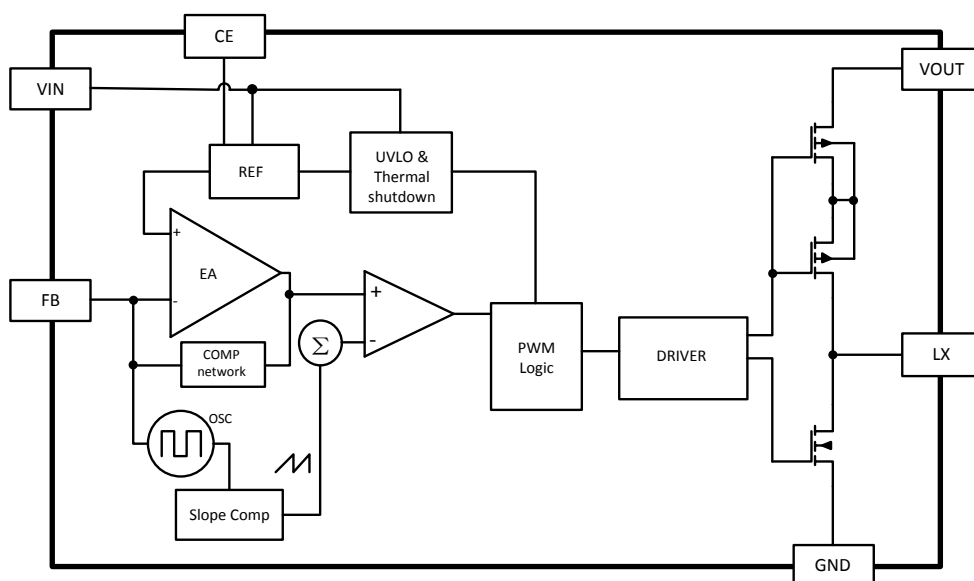 CE
VIN
VOUT
REF
UVLO &
Thermal
shutdown
+
EA
-
FB
+
-
Σ
COMP
network
PWM
Logic
DRIVER
LX
OSC
Slope Comp
GND